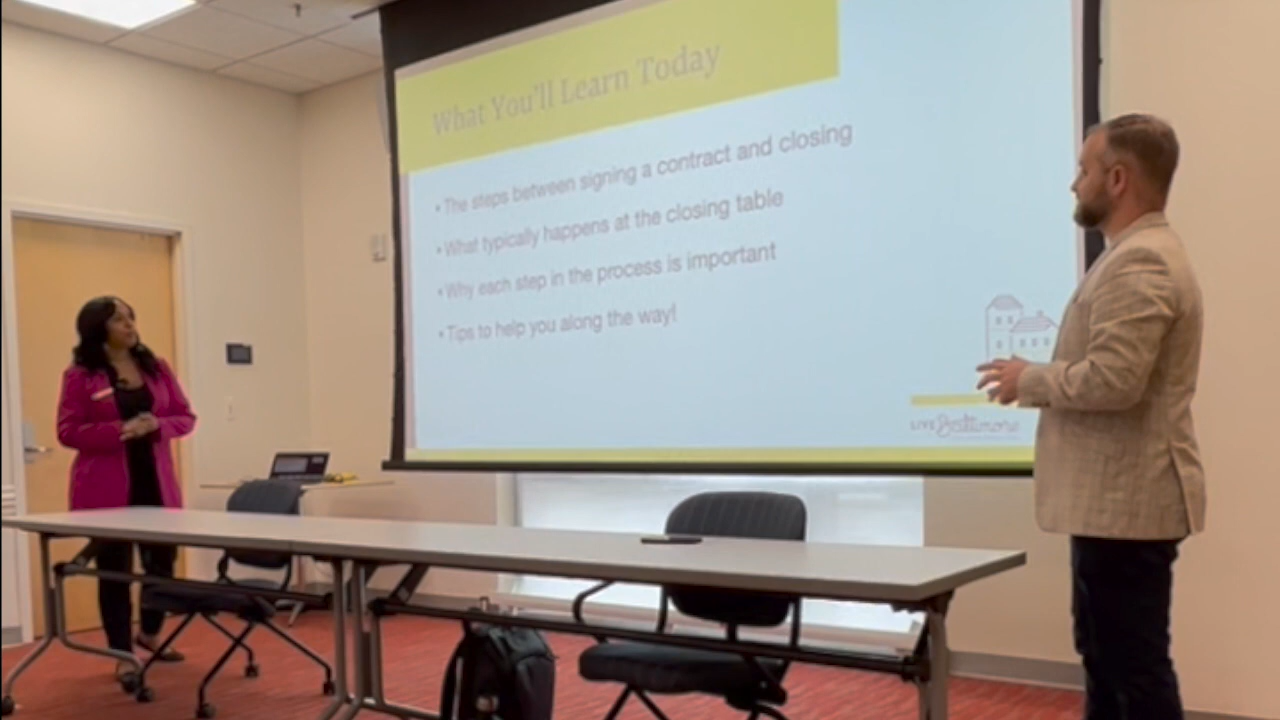 What You'll Learn Today
• The steps between signing a contract and closing
• What typically happens at the closing table
• Why each step in the process is important
• Tips to help you along the way!
LIVE Baltimore